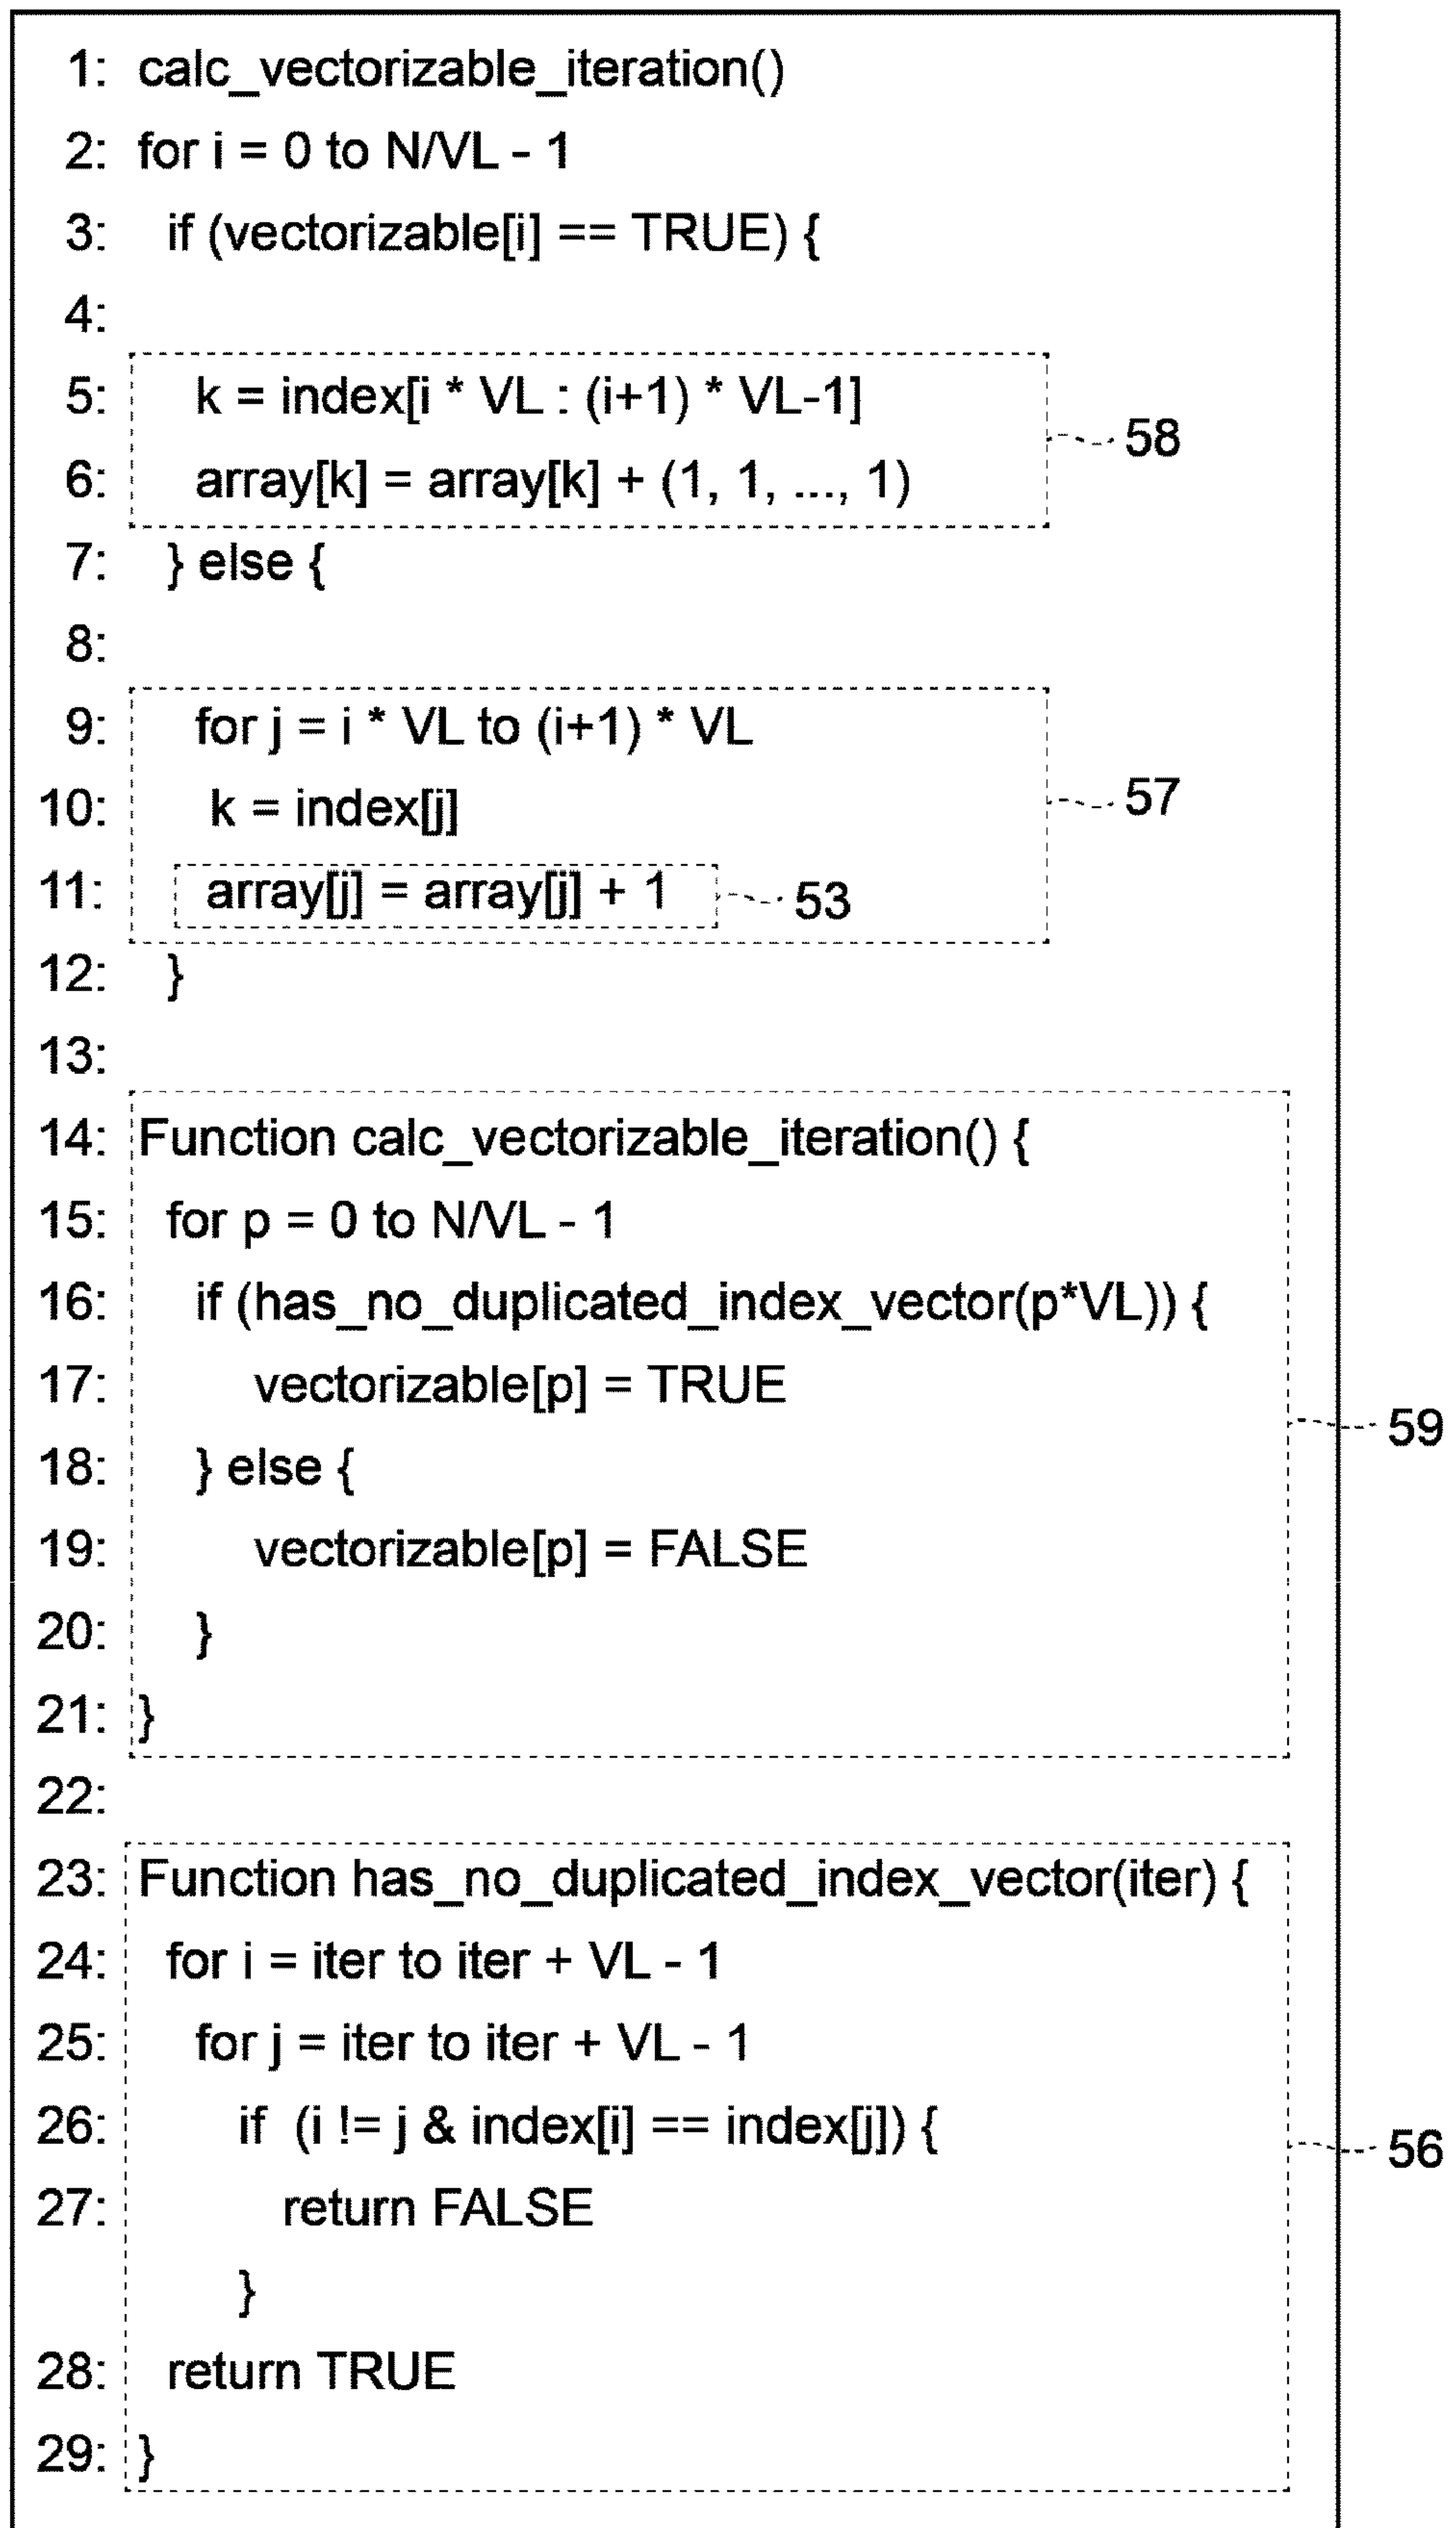 1: calc_vectorizable_iteration()
2: for i = 0 to N/VL - 1
3: if (vectorizable[i] == TRUE) {
4:
5: k = index[i * VL : (i+1) * VL-1]
58
6: array[k] = array[k] + (1, 1, ..., 1)
7: } else {
8:
9: for j = i * VL to (i+1) * VL
57
10: k = index[j]
11: array[j] = array[j] + 1 53
12: }
13:
14: Function calc_vectorizable_iteration() {
15: for p = 0 to N/VL - 1
16: if (has_no_duplicated_index_vector(p*VL)) {
17: vectorizable[p] = TRUE
59
18: } else {
19: vectorizable[p] = FALSE
20: }
21: }
22:
23: Function has_no_duplicated_index_vector(iter) {
24: for i = iter to iter + VL - 1
25: for j = iter to iter + VL - 1
26: if (i != j & index[i] == index[j]) {
56
27: return FALSE
}
28: return TRUE
29: }